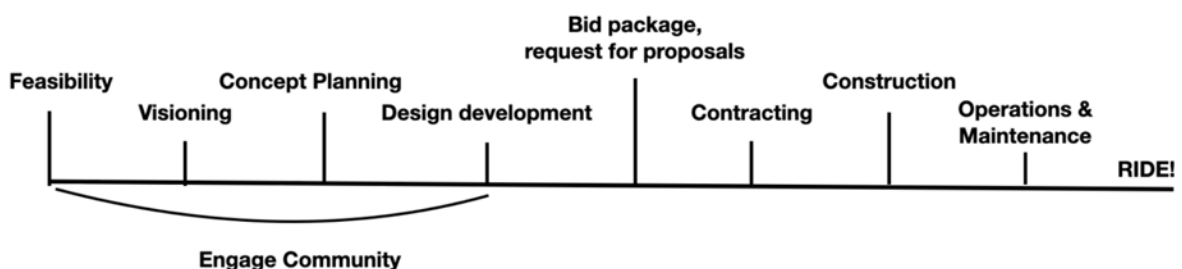 Feasibility
Visioning
Concept Planning
Design development
Bid package,
request for proposals
Contracting
Construction
Operations &
Maintenance
RIDE!
Engage Community